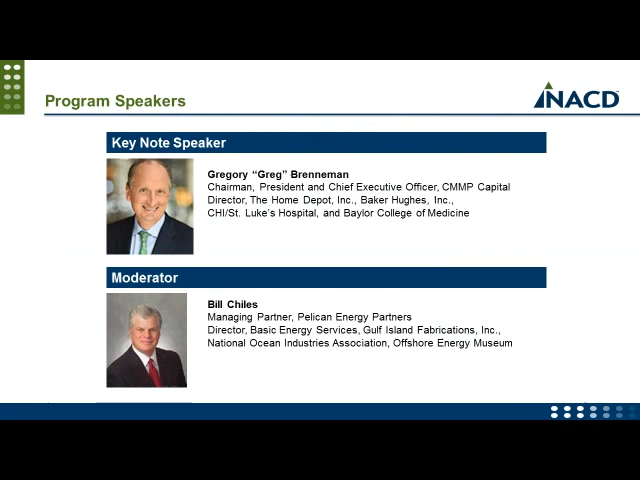 Program Speakers
NACD
Key Note Speaker
Gregory “Greg” Brenneman
Chairman, President and Chief Executive Officer, CMMP Capital
Director, The Home Depot, Inc., Baker Hughes, Inc.,
CHI/St. Luke’s Hospital, and Baylor College of Medicine
Moderator
Bill Chiles
Managing Partner, Pelican Energy Partners
Director, Basic Energy Services, Gulf Island Fabrications, Inc.,
National Ocean Industries Association, Offshore Energy Museum